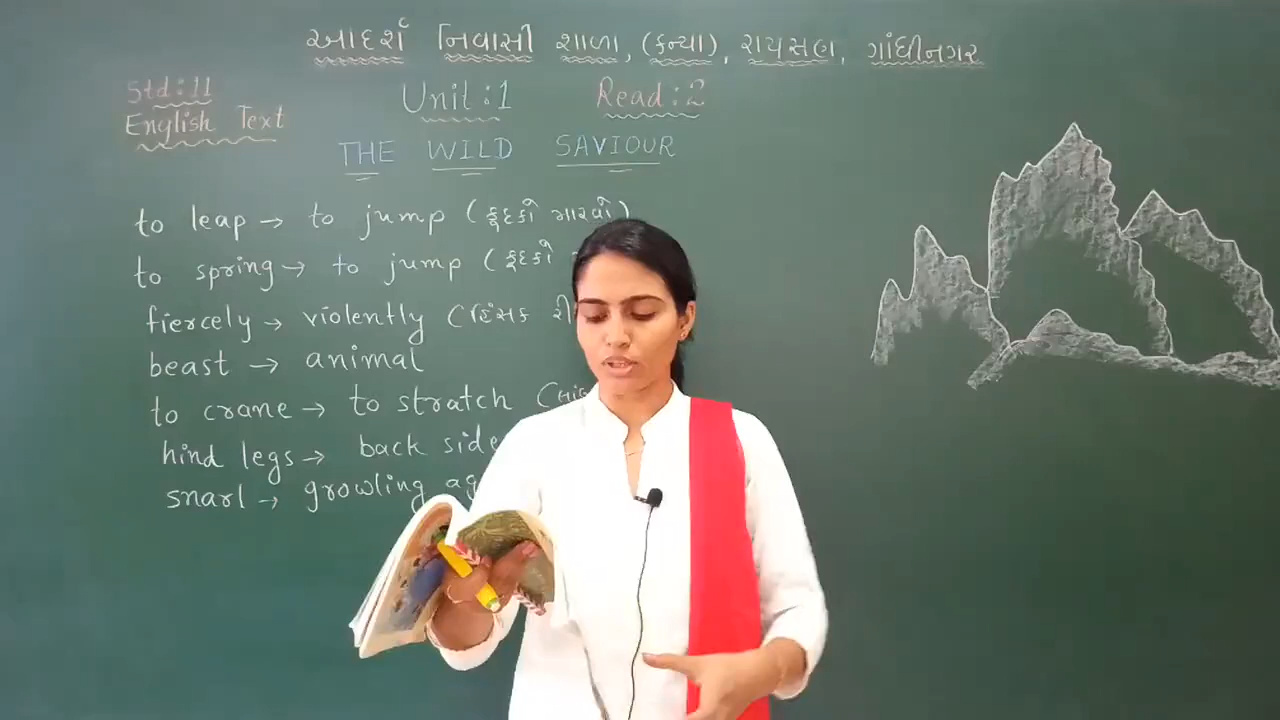 આદર્શ નિવાસી શાળા, (કન્યા), રાયસણ, ગાંધીનગર
Std:11 Unit:1 Read:2
English Text
THE WILD SAVIOUR
to leap → to jump (કૂદકો મારવો)
to spring → to jump (કૂદકો
fiercely → violently (હિંસક
beast → animal
to crane → to stratch
hind legs → back side
snarl → growling